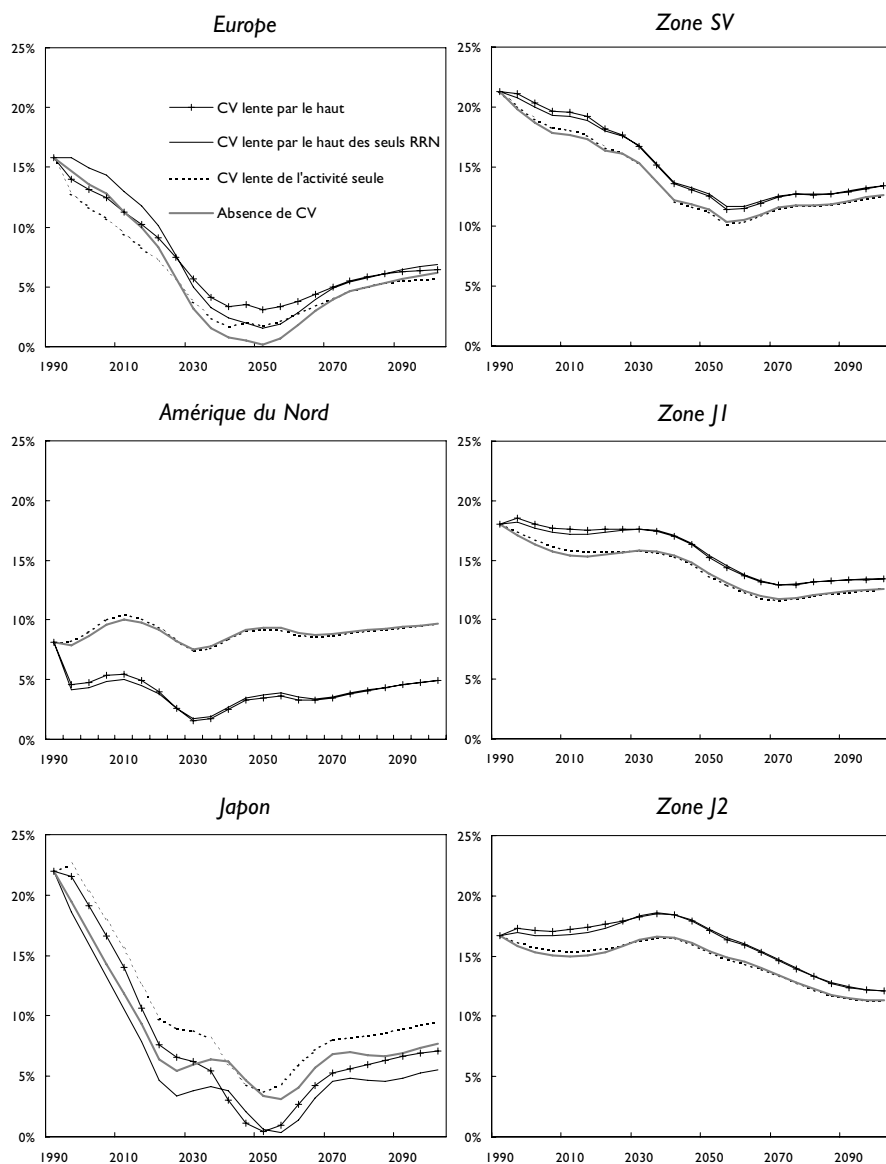 Europe
25%
20%
15%
10%
5%
0%
1990 2010 2030 2050 2070 2090
CV lente par le haut
CV lente par le haut des seuls RRN
CV lente de l'activité seule
Absence de CV
Zone SV
25%
20%
15%
10%
5%
0%
1990 2010 2030 2050 2070 2090
Amérique du Nord
25%
20%
15%
10%
5%
0%
1990 2010 2030 2050 2070 2090
Zone J1
25%
20%
15%
10%
5%
0%
1990 2010 2030 2050 2070 2090
Japon
25%
20%
15%
10%
5%
0%
1990 2010 2030 2050 2070 2090
Zone J2
25%
20%
15%
10%
5%
0%
1990 2010 2030 2050 2070 2090